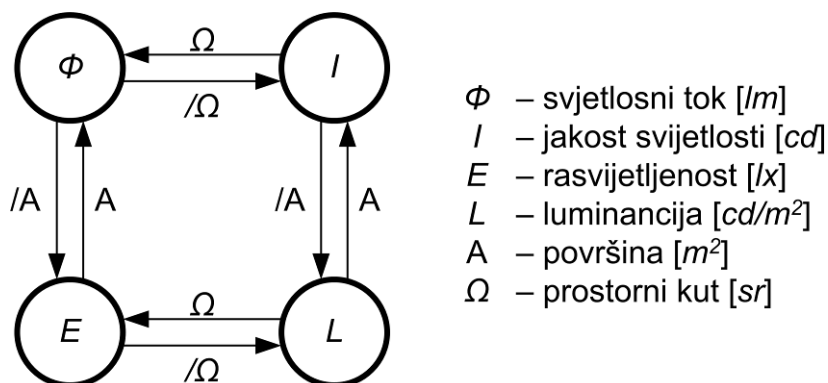 Φ
Ω
/Ω
I
/A
A
/A
A
E
Ω
/Ω
L
Φ – svjetlosni tok [lm]
I – jakost svijetlosti [cd]
E – rasvijetljenost [lx]
L – luminancija [cd/m²]
A – površina [m²]
Ω – prostorni kut [sr]